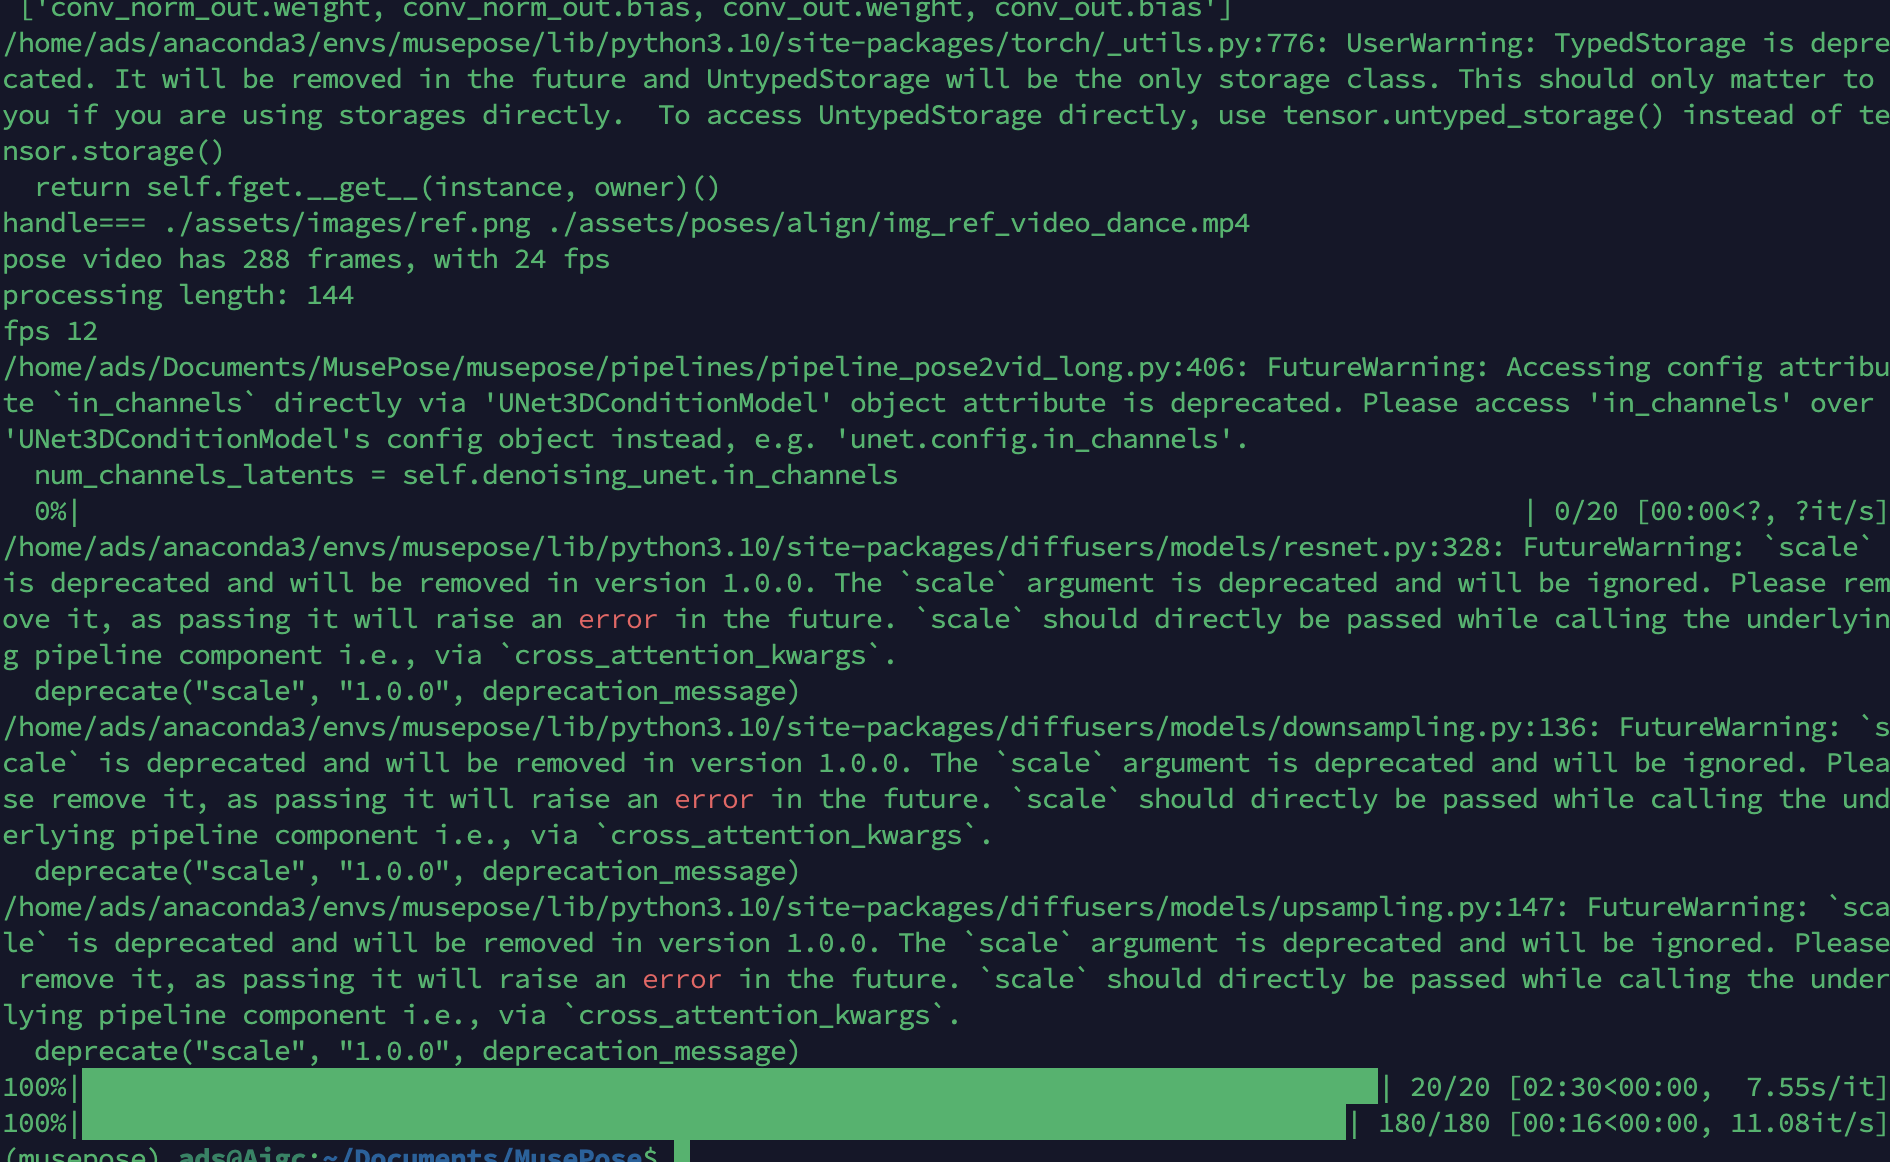 ['conv_norm_out.weight, conv_norm_out.bias, conv_out.weight, conv_out.bias']
/home/ads/anaconda3/envs/musepose/lib/python3.10/site-packages/torch/_utils.py:776: UserWarning: TypedStorage is depre
cated. It will be removed in the future and UntypedStorage will be the only storage class. This should only matter to
you if you are using storages directly.  To access UntypedStorage directly, use tensor.untyped_storage() instead of te
nsor.storage()
  return self.fget.__get__(instance, owner)()
handle=== ./assets/images/ref.png ./assets/poses/align/img_ref_video_dance.mp4
pose video has 288 frames, with 24 fps
processing length: 144
fps 12
/home/ads/Documents/MusePose/musepose/pipelines/pipeline_pose2vid_long.py:406: FutureWarning: Accessing config attribu
te `in_channels` directly via 'UNet3DConditionModel' object attribute is deprecated. Please access 'in_channels' over
'UNet3DConditionModel's config object instead, e.g. 'unet.config.in_channels'.
  num_channels_latents = self.denoising_unet.in_channels
  0%| | 0/20 [00:00<?, ?it/s]
/home/ads/anaconda3/envs/musepose/lib/python3.10/site-packages/diffusers/models/resnet.py:328: FutureWarning: `scale`
is deprecated and will be removed in version 1.0.0. The `scale` argument is deprecated and will be ignored. Please rem
ove it, as passing it will raise an error in the future. `scale` should directly be passed while calling the underlyin
g pipeline component i.e., via `cross_attention_kwargs`.
  deprecate("scale", "1.0.0", deprecation_message)
/home/ads/anaconda3/envs/musepose/lib/python3.10/site-packages/diffusers/models/downsampling.py:136: FutureWarning: `s
cale` is deprecated and will be removed in version 1.0.0. The `scale` argument is deprecated and will be ignored. Plea
se remove it, as passing it will raise an error in the future. `scale` should directly be passed while calling the und
erlying pipeline component i.e., via `cross_attention_kwargs`.
  deprecate("scale", "1.0.0", deprecation_message)
/home/ads/anaconda3/envs/musepose/lib/python3.10/site-packages/diffusers/models/upsampling.py:147: FutureWarning: `sca
le` is deprecated and will be removed in version 1.0.0. The `scale` argument is deprecated and will be ignored. Please
 remove it, as passing it will raise an error in the future. `scale` should directly be passed while calling the under
lying pipeline component i.e., via `cross_attention_kwargs`.
  deprecate("scale", "1.0.0", deprecation_message)
100%| | 20/20 [02:30<00:00,  7.55s/it]
100%| | 180/180 [00:16<00:00, 11.08it/s]
(musepose) ads@Aigc:~/Documents/MusePose$